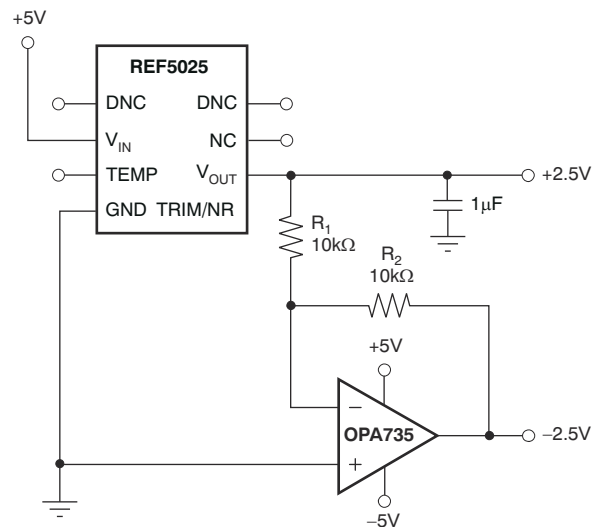 +5V
REF5025
DNC DNC
V_IN NC
TEMP V_OUT
GND TRIM/NR
+2.5V
1μF
R_1
10kΩ
R_2
10kΩ
+5V
−
OPA735
+
−2.5V
−5V